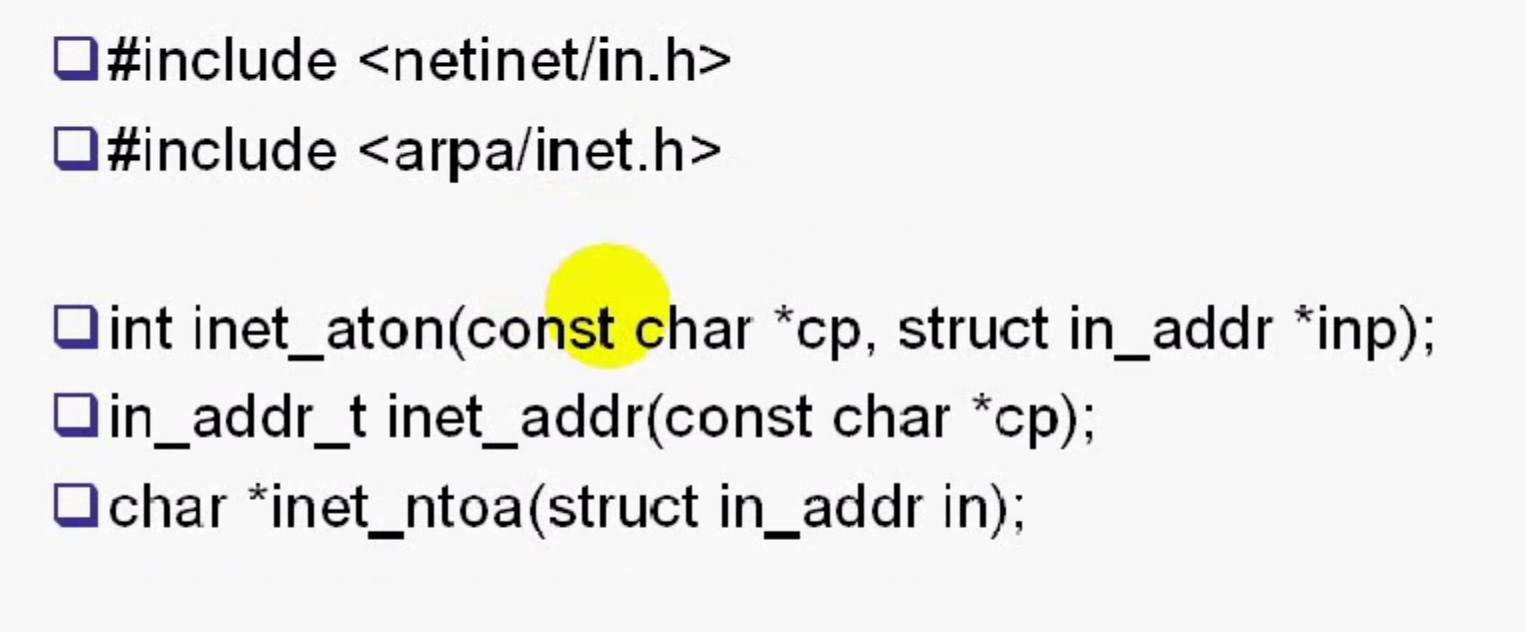 #include <netinet/in.h>
#include <arpa/inet.h>
int inet_aton(const char *cp, struct in_addr *inp);
in_addr_t inet_addr(const char *cp);
char *inet_ntoa(struct in_addr in);